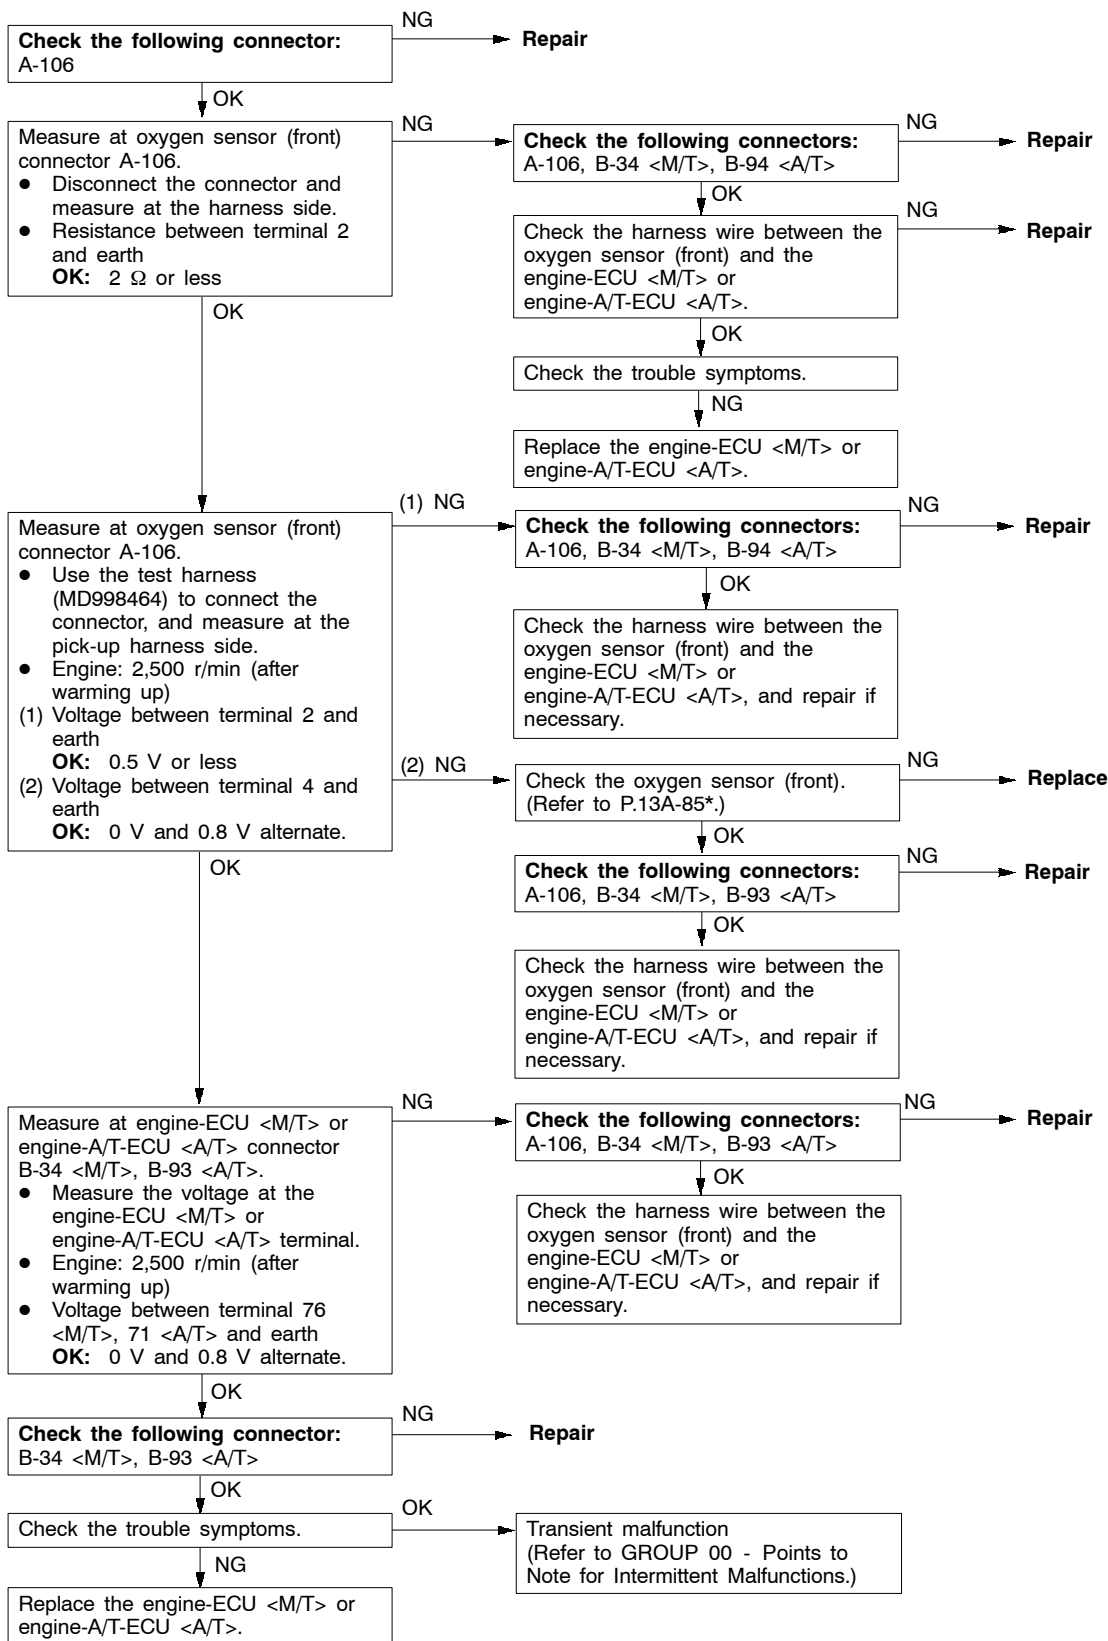 NG
Check the following connector:
A-106
Repair
OK
Measure at oxygen sensor (front)
connector A-106.
● Disconnect the connector and
measure at the harness side.
● Resistance between terminal 2
and earth
OK: 2 Ω or less
NG
Check the following connectors:
A-106, B-34 <M/T>, B-94 <A/T>
NG
Repair
OK
Check the harness wire between the
oxygen sensor (front) and the
engine-ECU <M/T> or
engine-A/T-ECU <A/T>.
NG
Repair
OK
OK
Check the trouble symptoms.
NG
Replace the engine-ECU <M/T> or
engine-A/T-ECU <A/T>.
Measure at oxygen sensor (front)
connector A-106.
● Use the test harness
(MD998464) to connect the
connector, and measure at the
pick-up harness side.
● Engine: 2,500 r/min (after
warming up)
(1) Voltage between terminal 2 and
earth
OK: 0.5 V or less
(2) Voltage between terminal 4 and
earth
OK: 0 V and 0.8 V alternate.
(1) NG
Check the following connectors:
A-106, B-34 <M/T>, B-94 <A/T>
NG
Repair
OK
Check the harness wire between the
oxygen sensor (front) and the
engine-ECU <M/T> or
engine-A/T-ECU <A/T>, and repair if
necessary.
(2) NG
Check the oxygen sensor (front).
(Refer to P.13A-85*.)
NG
Replace
OK
Check the following connectors:
A-106, B-34 <M/T>, B-93 <A/T>
NG
Repair
OK
Check the harness wire between the
oxygen sensor (front) and the
engine-ECU <M/T> or
engine-A/T-ECU <A/T>, and repair if
necessary.
OK
Measure at engine-ECU <M/T> or
engine-A/T-ECU <A/T> connector
B-34 <M/T>, B-93 <A/T>.
● Measure the voltage at the
engine-ECU <M/T> or
engine-A/T-ECU <A/T> terminal.
● Engine: 2,500 r/min (after
warming up)
● Voltage between terminal 76
<M/T>, 71 <A/T> and earth
OK: 0 V and 0.8 V alternate.
NG
Check the following connectors:
A-106, B-34 <M/T>, B-93 <A/T>
NG
Repair
OK
Check the harness wire between the
oxygen sensor (front) and the
engine-ECU <M/T> or
engine-A/T-ECU <A/T>, and repair if
necessary.
OK
Check the following connector:
B-34 <M/T>, B-93 <A/T>
NG
Repair
OK
Check the trouble symptoms.
OK
Transient malfunction
(Refer to GROUP 00 - Points to
Note for Intermittent Malfunctions.)
NG
Replace the engine-ECU <M/T> or
engine-A/T-ECU <A/T>.